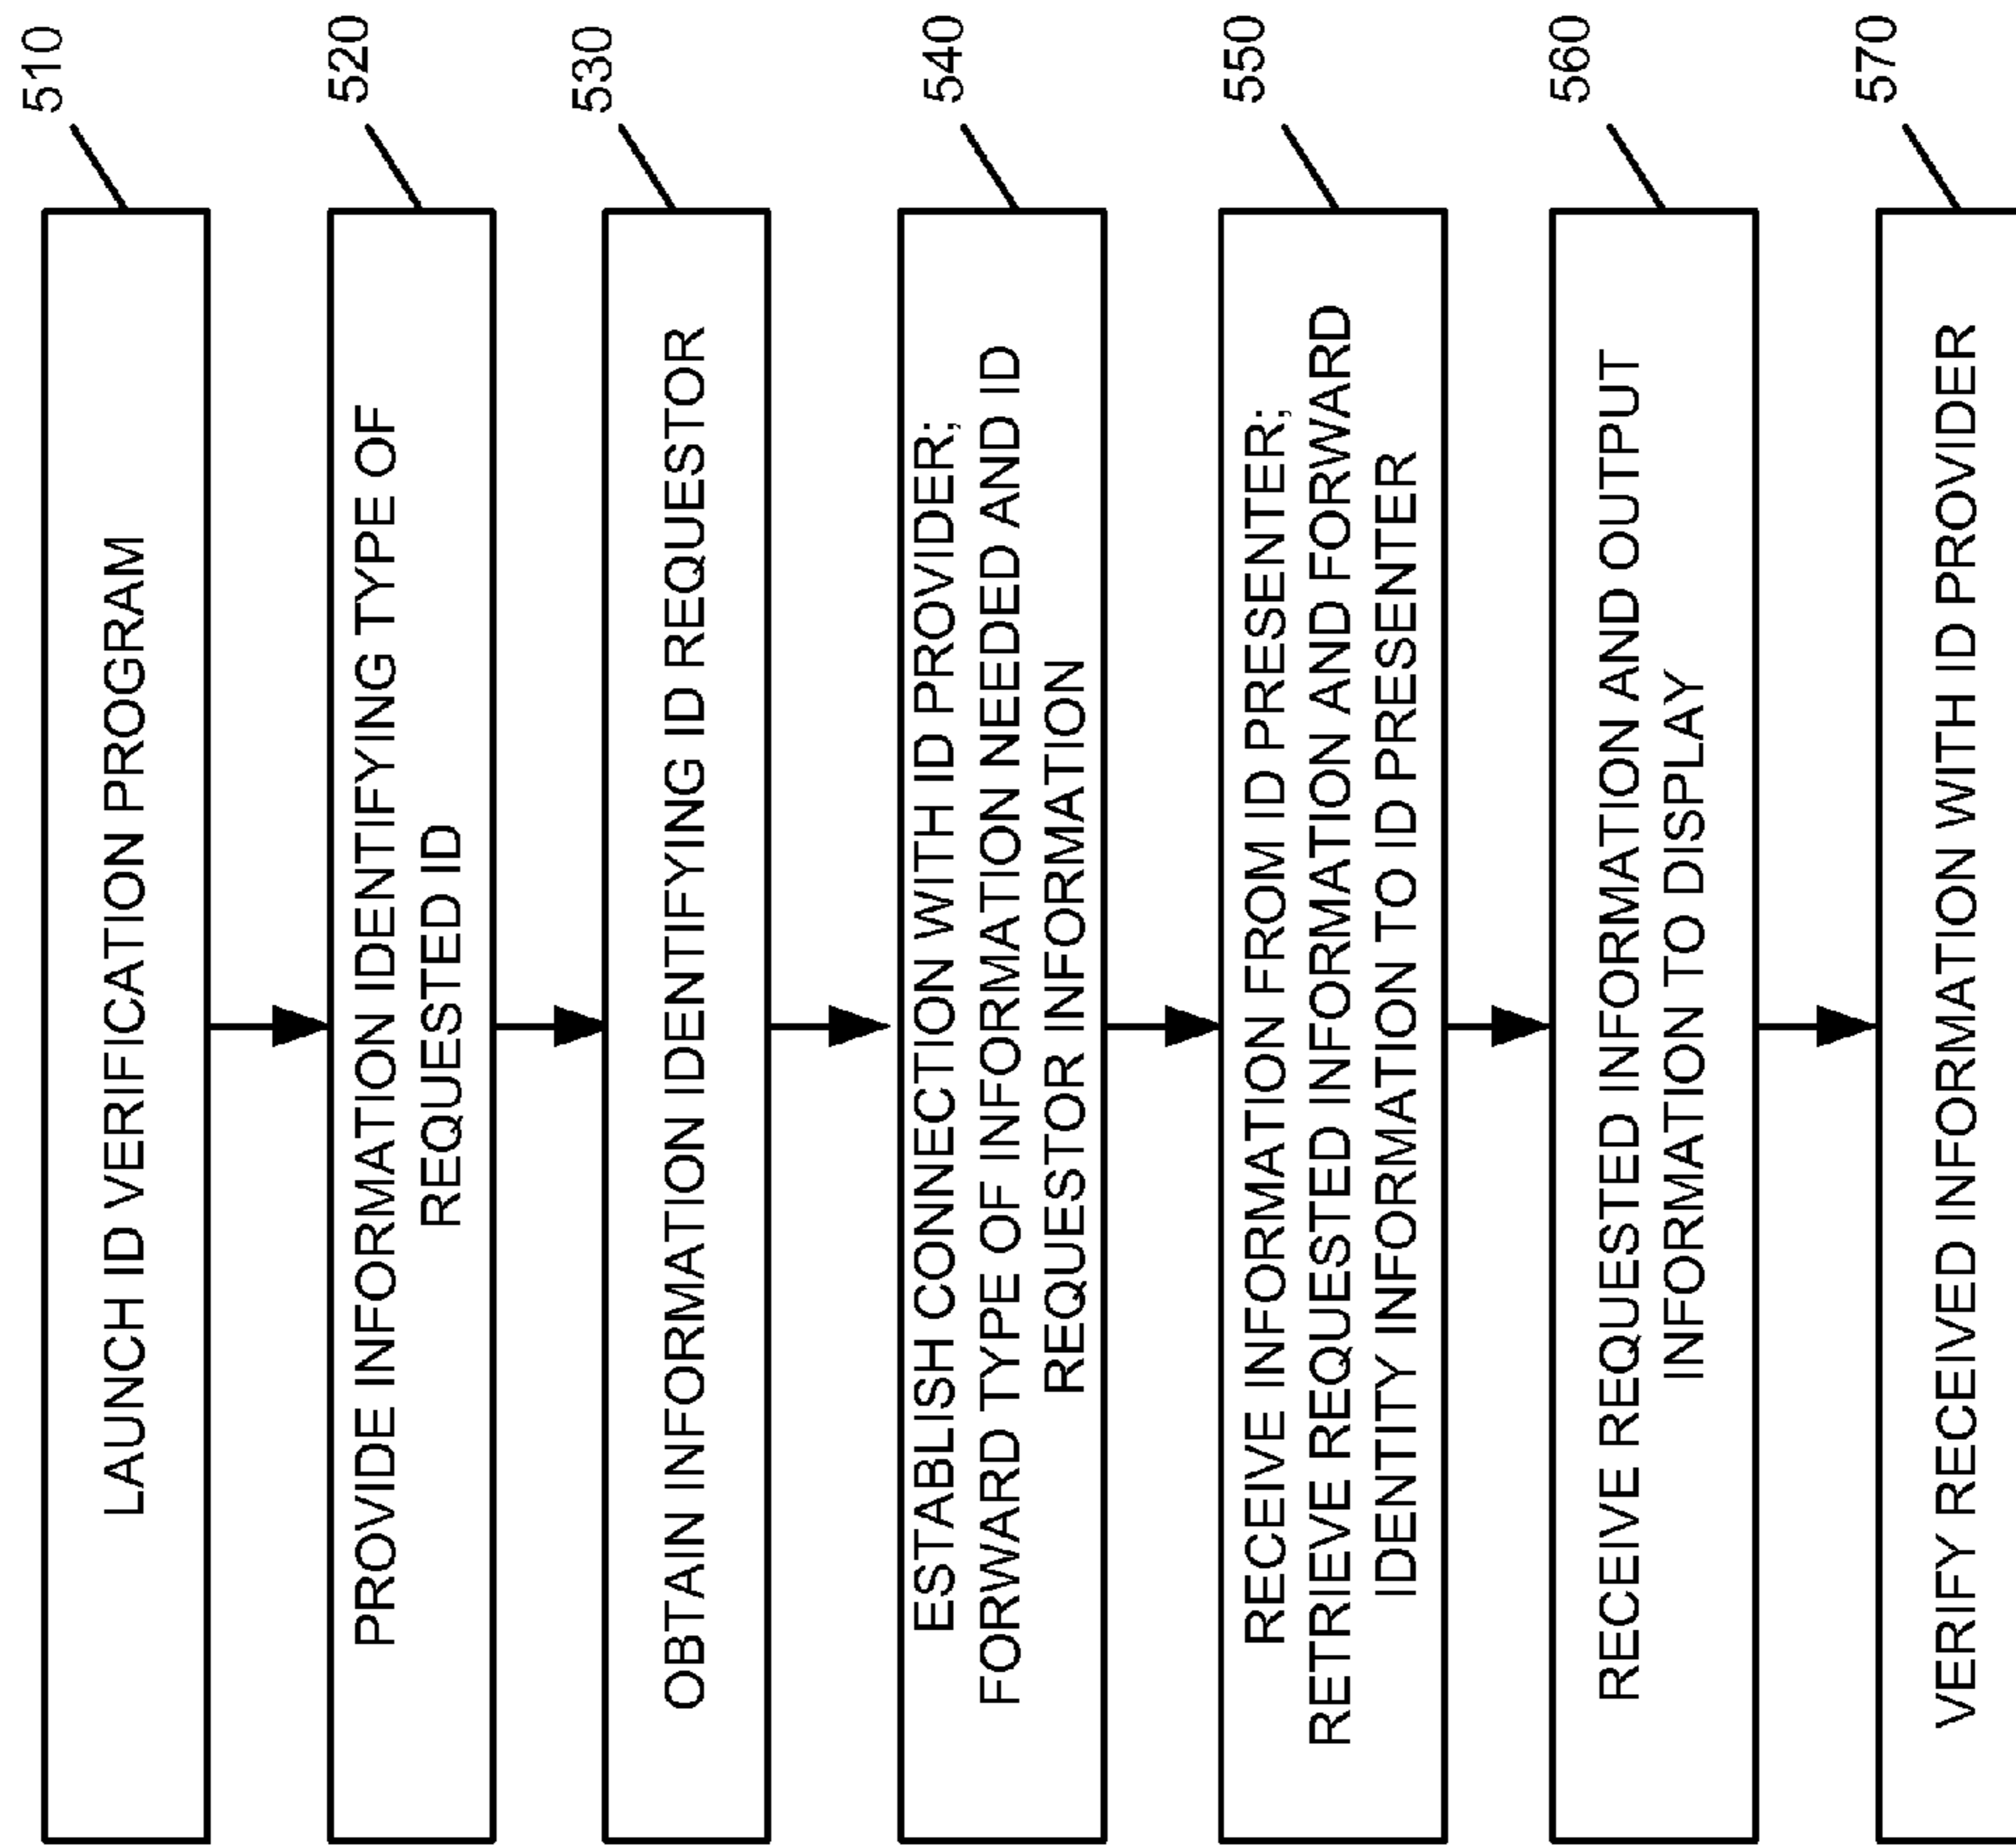 510
LAUNCH ID VERIFICATION PROGRAM
520
PROVIDE INFORMATION IDENTIFYING TYPE OF
REQUESTED ID
530
OBTAIN INFORMATION IDENTIFYING ID REQUESTOR
540
ESTABLISH CONNECTION WITH ID PROVIDER;
FORWARD TYPE OF INFORMATION NEEDED AND ID
REQUESTOR INFORMATION
550
RECEIVE INFORMATION FROM ID PRESENTER;
RETRIEVE REQUESTED INFORMATION AND FORWARD
IDENTITY INFORMATION TO ID PRESENTER
560
RECEIVE REQUESTED INFORMATION AND OUTPUT
INFORMATION TO DISPLAY
570
VERIFY RECEIVED INFORMATION WITH ID PROVIDER